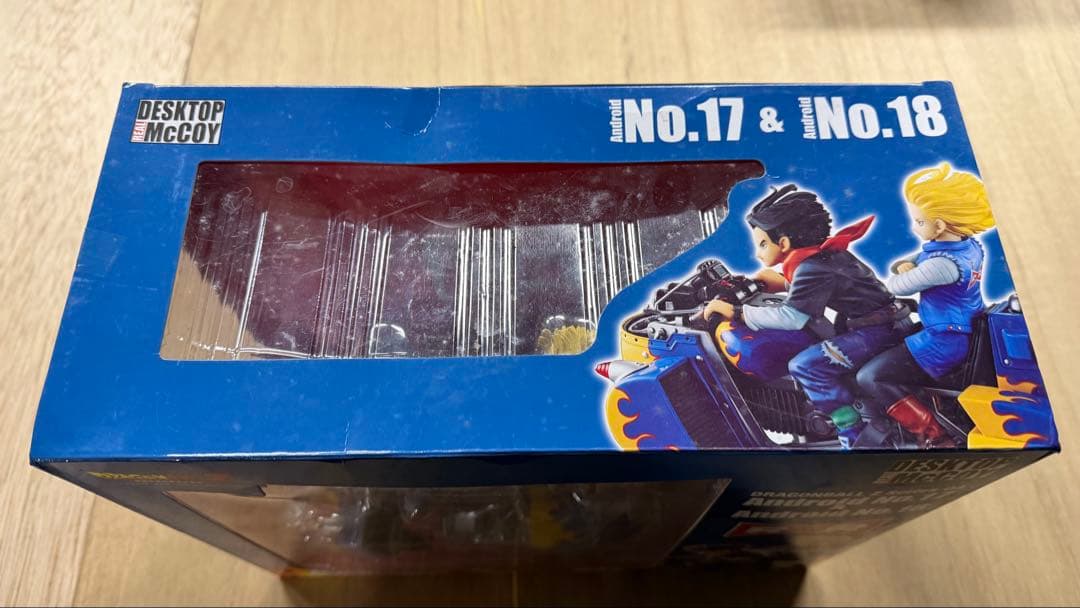 DESKTOP
REAL McCOY
Android No.17 & Android No.18
DESKTOP
McCOY
DRAGONBALL Z